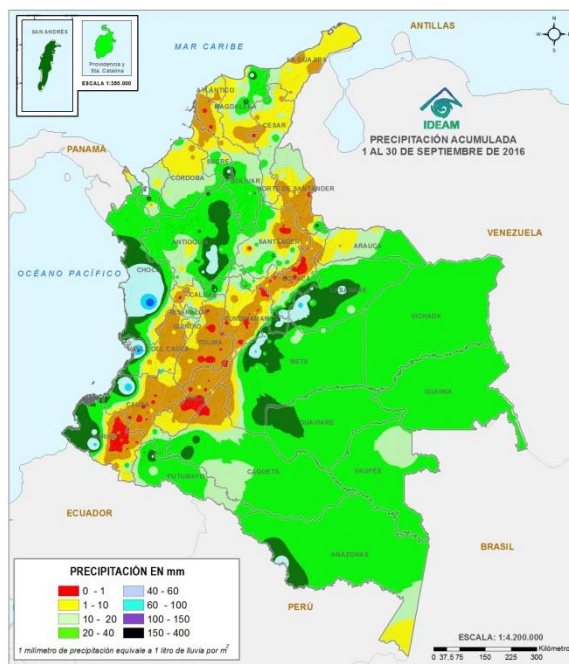 SAN ANDRÉS
Providencia y
Sta. Catalina
ESCALA 1:350.000
ANTILLAS
N
W
E
S
MAR CARIBE
LA GUAJIRA
ATLÁNTICO
MAGDALENA
CESAR
IDEAM
PRECIPITACIÓN ACUMULADA
1 AL 30 DE SEPTIEMBRE DE 2016
PANAMÁ
SUCRE
CÓRDOBA
BOLÍVAR
NORTE DE SANTANDER
VENEZUELA
ANTIOQUIA
SANTANDER
ARAUCA
OCÉANO PACÍFICO
CHOCÓ
CALDAS
RISARALDA
CUNDINAMARCA
VICHADA
QUINDÍO
TOLIMA
VALLE DEL CAUCA
META
GUAINÍA
CAUCA
GUAVIARE
CAQUETÁ
VAUPÉS
PUTUMAYO
ECUADOR
AMAZONAS
BRASIL
PERÚ
PRECIPITACIÓN EN mm
0 - 1 40 - 60
1 - 10 60 - 100
10 - 20 100 - 150
20 - 40 150 - 400
1 milímetro de precipitación equivale a 1 litro de lluvia por m²
ESCALA: 1:4.200.000
Kilómetros
0 37,5 75 150 225 300